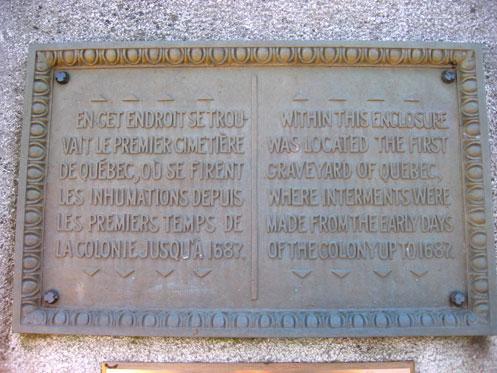 EN CET ENDROIT SE TROU-
VAIT LE PREMIER CIMETIÈRE
DE QUÉBEC, OÙ SE FIRENT
LES INHUMATIONS DEPUIS
LES PREMIERS TEMPS DE
LA COLONIE JUSQU'À 1687.
WITHIN THIS ENCLOSURE
WAS LOCATED THE FIRST
GRAVEYARD OF QUEBEC,
WHERE INTERMENTS WERE
MADE FROM THE EARLY DAYS
OF THE COLONY UP TO 1687.